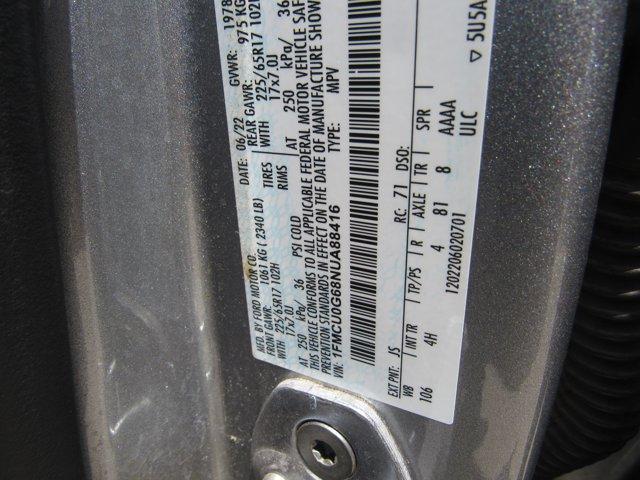 MFD. BY FORD MOTOR CO.
DATE: 06/22 GVWR: 1978
FRONT GAWR: 1061 KG ( 2340 LB) REAR GAWR: 975 KG
WITH 225/65R17 102H TIRES WITH 225/65R17 102H
17x7.0J RIMS 17x7.0J
AT 250 kPa/ 36 PSI COLD AT 250 kPa/ 36
THIS VEHICLE CONFORMS TO ALL APPLICABLE FEDERAL MOTOR VEHICLE SAF
PREVENTION STANDARDS IN EFFECT ON THE DATE OF MANUFACTURE SHOW
VIN: 1FMCU0G68NUA88416 TYPE: MPV
EXT PNT: JS RC: 71 DSO:
WB INT TR TP/PS R AXLE TR SPR
106 4H 4 81 8 AAAA
1202206020701 ULC
▽ 5U5A